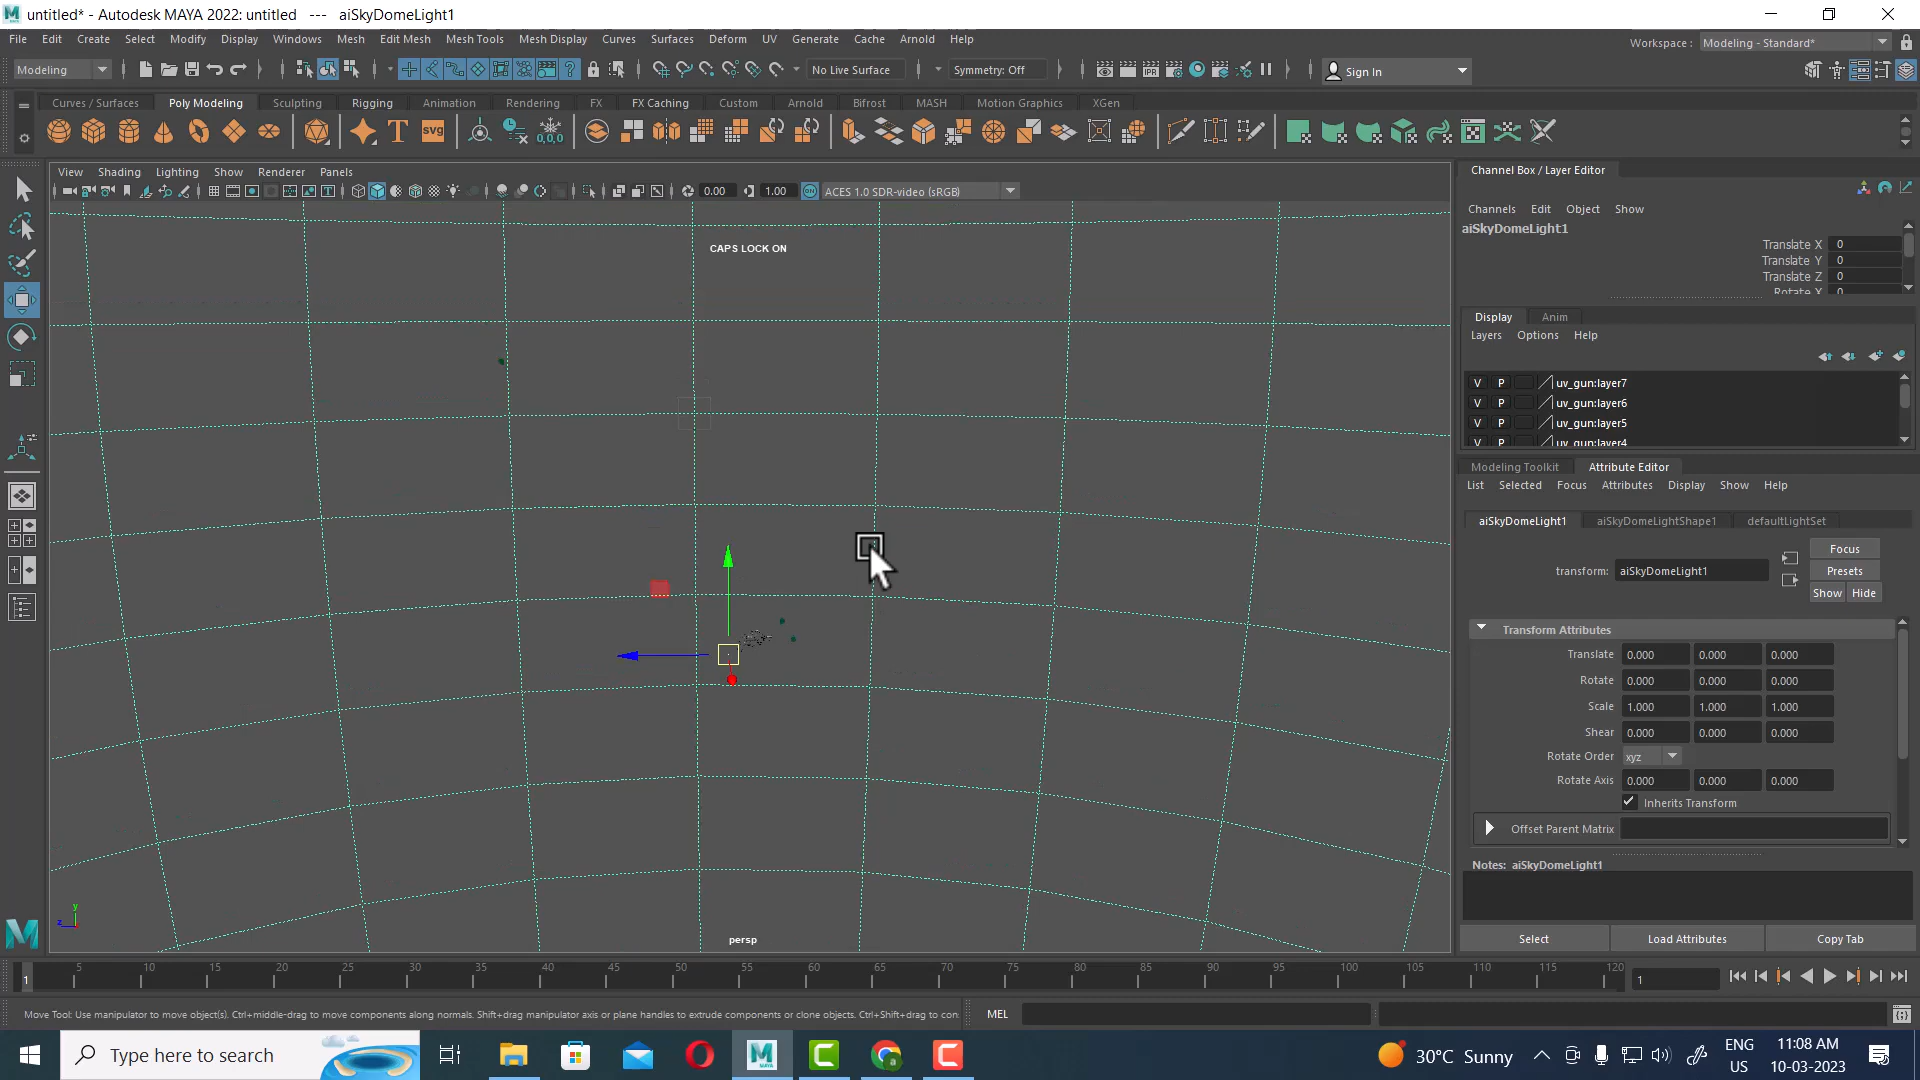 untitled* - Autodesk MAYA 2022: untitled --- aiSkyDomeLight1
File Edit Create Select Modify Display Windows Mesh Edit Mesh Mesh Tools Mesh Display Curves Surfaces Deform UV Generate Cache Arnold Help
Workspace : Modeling - Standard*
Modeling No Live Surface Symmetry: Off Sign In
Curves / Surfaces Poly Modeling Sculpting Rigging Animation Rendering FX FX Caching Custom Arnold Bifrost MASH Motion Graphics XGen
T svg 0,0,0
View Shading Lighting Show Renderer Panels
0.00 1.00 ON ACES 1.0 SDR-video (sRGB)
CAPS LOCK ON
persp
y
z
Channel Box / Layer Editor
Channels Edit Object Show
aiSkyDomeLight1
Translate X 0
Translate Y 0
Translate Z 0
Rotate X 0
Display Anim
Layers Options Help
V P uv_gun:layer7
V P uv_gun:layer6
V P uv_gun:layer5
V P uv_gun:layer4
Modeling Toolkit Attribute Editor
List Selected Focus Attributes Display Show Help
aiSkyDomeLight1 aiSkyDomeLightShape1 defaultLightSet
Focus
transform: aiSkyDomeLight1 Presets
Show Hide
Transform Attributes
Translate 0.000 0.000 0.000
Rotate 0.000 0.000 0.000
Scale 1.000 1.000 1.000
Shear 0.000 0.000 0.000
Rotate Order xyz
Rotate Axis 0.000 0.000 0.000
Inherits Transform
Offset Parent Matrix
Notes: aiSkyDomeLight1
Select Load Attributes Copy Tab
1 5 10 15 20 25 30 35 40 45 50 55 60 65 70 75 80 85 90 95 100 105 110 115 120 1
Move Tool: Use manipulator to move object(s). Ctrl+middle-drag to move components along normals. Shift+drag manipulator axis or plane handles to extrude components or clone objects. Ctrl+Shift+drag to con MEL
Type here to search
30°C Sunny
ENG
US
11:08 AM
10-03-2023